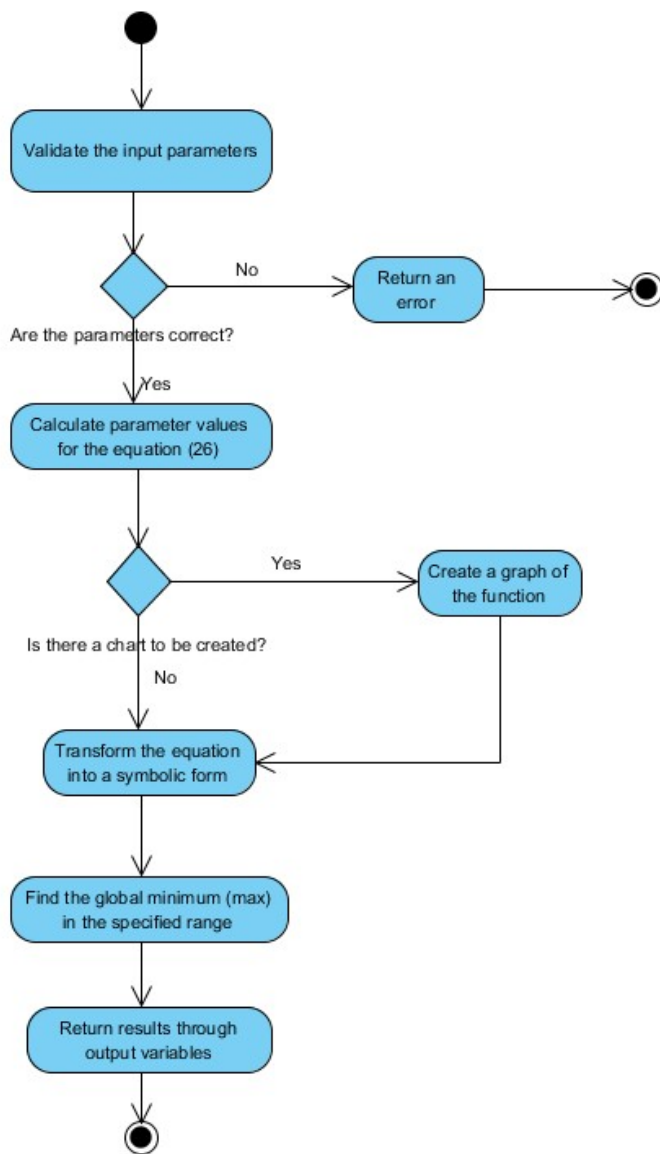 Validate the input parameters
No
Return an
error
Are the parameters correct?
Yes
Calculate parameter values
for the equation (26)
Yes
Create a graph of
the function
Is there a chart to be created?
No
Transform the equation
into a symbolic form
Find the global minimum (max)
in the specified range
Return results through
output variables